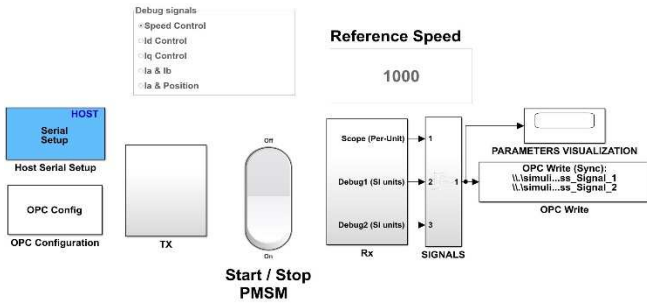 Debug signals
Speed Control
Id Control
Iq Control
Ia & Ib
Ia & Position
Reference Speed
1000
HOST
Serial
Setup
Host Serial Setup
OPC Config
OPC Configuration
TX
Off
On
Start / Stop
PMSM
Scope (Per-Unit)
Debug1 (SI units)
Debug2 (SI units)
Rx
1
2
3
1
SIGNALS
PARAMETERS VISUALIZATION
OPC Write (Sync):
\\.\simuli...ss_Signal_1
\\.\simuli...ss_Signal_2
OPC Write